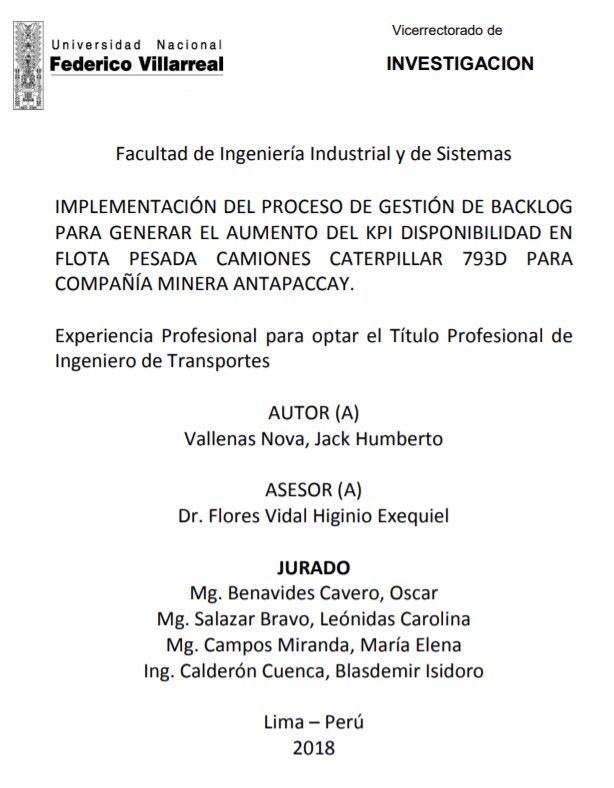 Universidad Nacional
Federico Villarreal
Vicerrectorado de
INVESTIGACION
Facultad de Ingeniería Industrial y de Sistemas
IMPLEMENTACIÓN DEL PROCESO DE GESTIÓN DE BACKLOG
PARA GENERAR EL AUMENTO DEL KPI DISPONIBILIDAD EN
FLOTA PESADA CAMIONES CATERPILLAR 793D PARA
COMPAÑÍA MINERA ANTAPACCAY.
Experiencia Profesional para optar el Título Profesional de
Ingeniero de Transportes
AUTOR (A)
Vallenas Nova, Jack Humberto
ASESOR (A)
Dr. Flores Vidal Higinio Exequiel
JURADO
Mg. Benavides Cavero, Oscar
Mg. Salazar Bravo, Leónidas Carolina
Mg. Campos Miranda, María Elena
Ing. Calderón Cuenca, Blasdemir Isidoro
Lima – Perú
2018